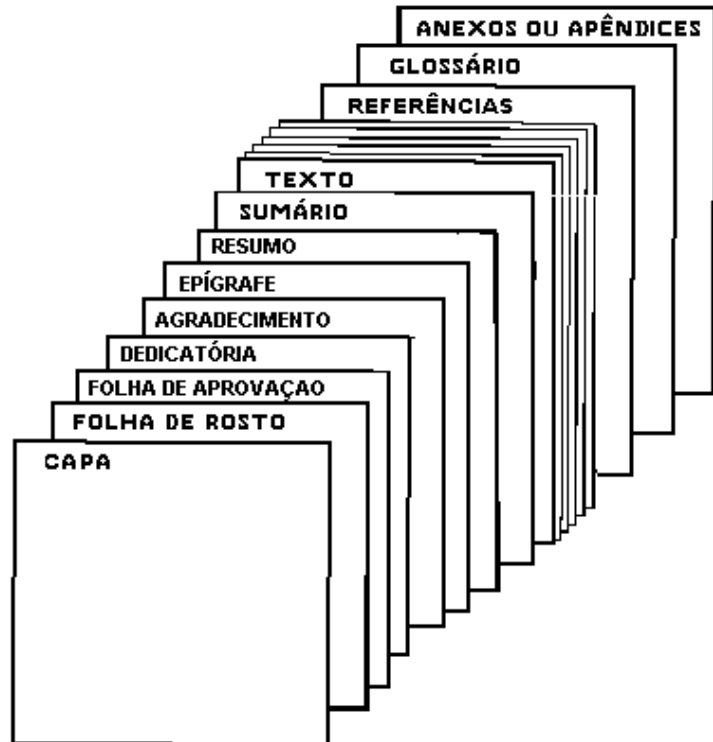 ANEXOS OU APÊNDICES
GLOSSÁRIO
REFERÊNCIAS
TEXTO
SUMÁRIO
RESUMO
EPÍGRAFE
AGRADECIMENTO
DEDICATÓRIA
FOLHA DE APROVAÇAO
FOLHA DE ROSTO
CAPA